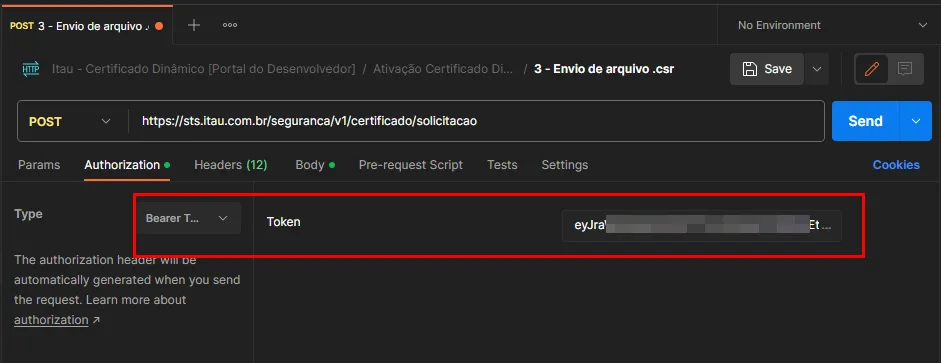 POST 3 - Envio de arquivo .c
No Environment
HTTP Itau - Certificado Dinâmico [Portal do Desenvolvedor] / Ativação Certificado Di... / 3 - Envio de arquivo .csr
Save
POST https://sts.itau.com.br/seguranca/v1/certificado/solicitacao
Send
Params Authorization Headers (12) Body Pre-request Script Tests Settings Cookies
Type Bearer T... Token eyJra Et ...
The authorization header will be
automatically generated when you send
the request. Learn more about
authorization ↗